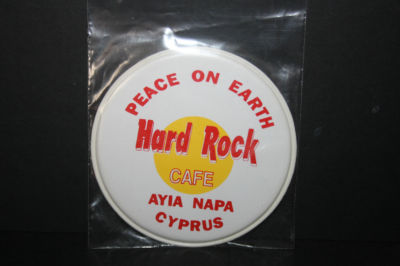 PEACE ON EARTH
Hard Rock
CAFE
AYIA NAPA
CYPRUS